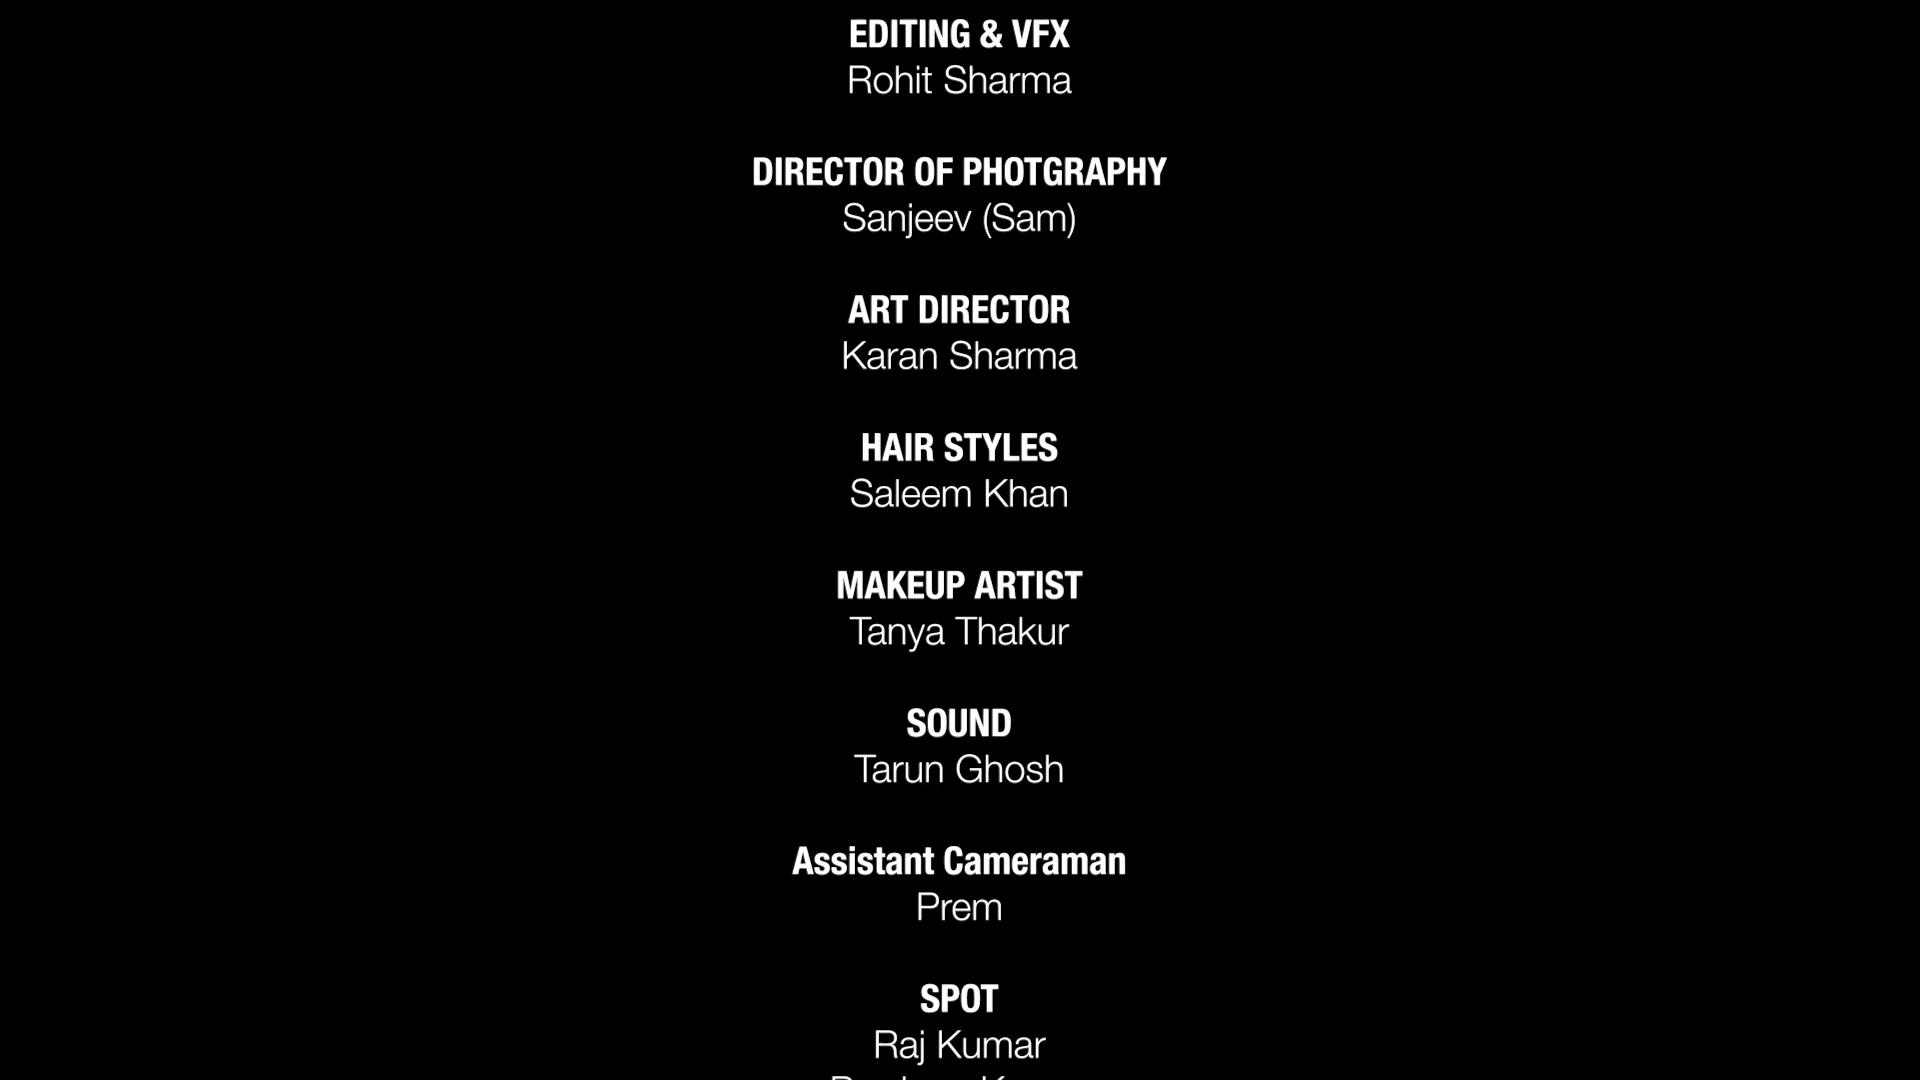 EDITING & VFX
Rohit Sharma
DIRECTOR OF PHOTGRAPHY
Sanjeev (Sam)
ART DIRECTOR
Karan Sharma
HAIR STYLES
Saleem Khan
MAKEUP ARTIST
Tanya Thakur
SOUND
Tarun Ghosh
Assistant Cameraman
Prem
SPOT
Raj Kumar